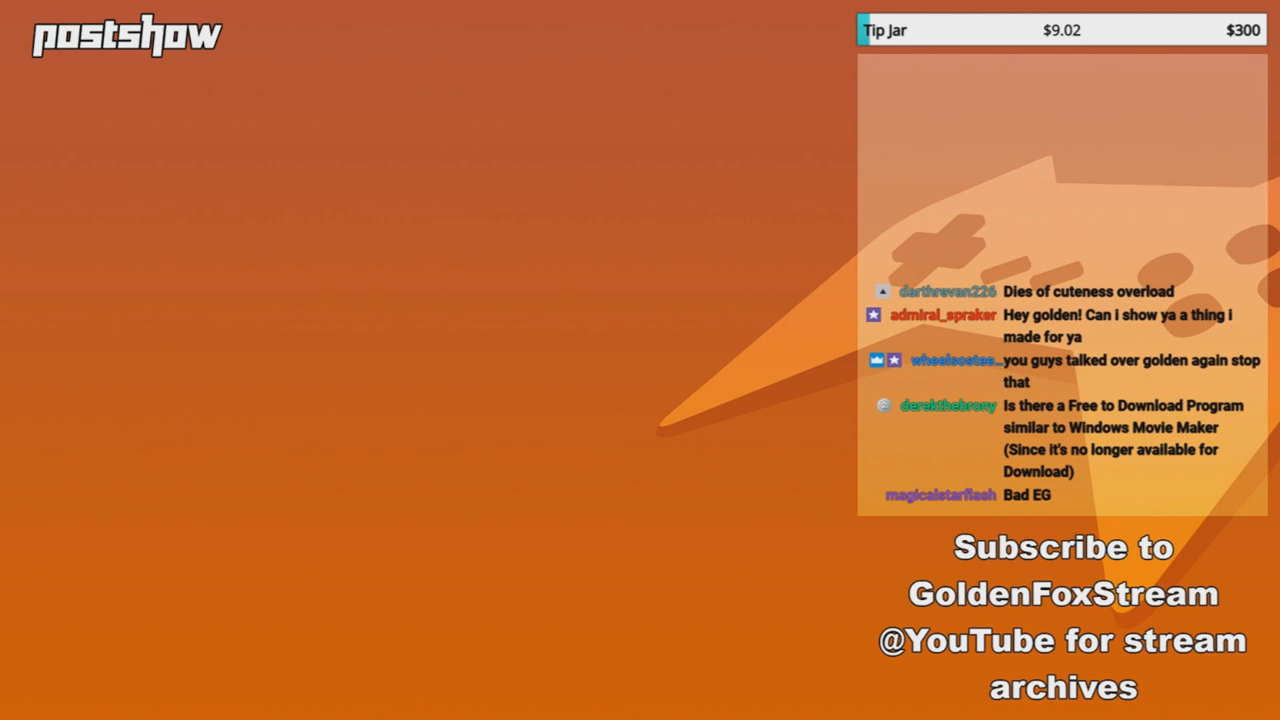 postshow
Tip Jar $9.02 $300
darthrevan226 Dies of cuteness overload
admiral_spraker Hey golden! Can i show ya a thing i
made for ya
wheelsostee... you guys talked over golden again stop
that
derekthebrony Is there a Free to Download Program
similar to Windows Movie Maker
(Since it's no longer available for
Download)
magicalstarflash Bad EG
Subscribe to
GoldenFoxStream
@YouTube for stream
archives